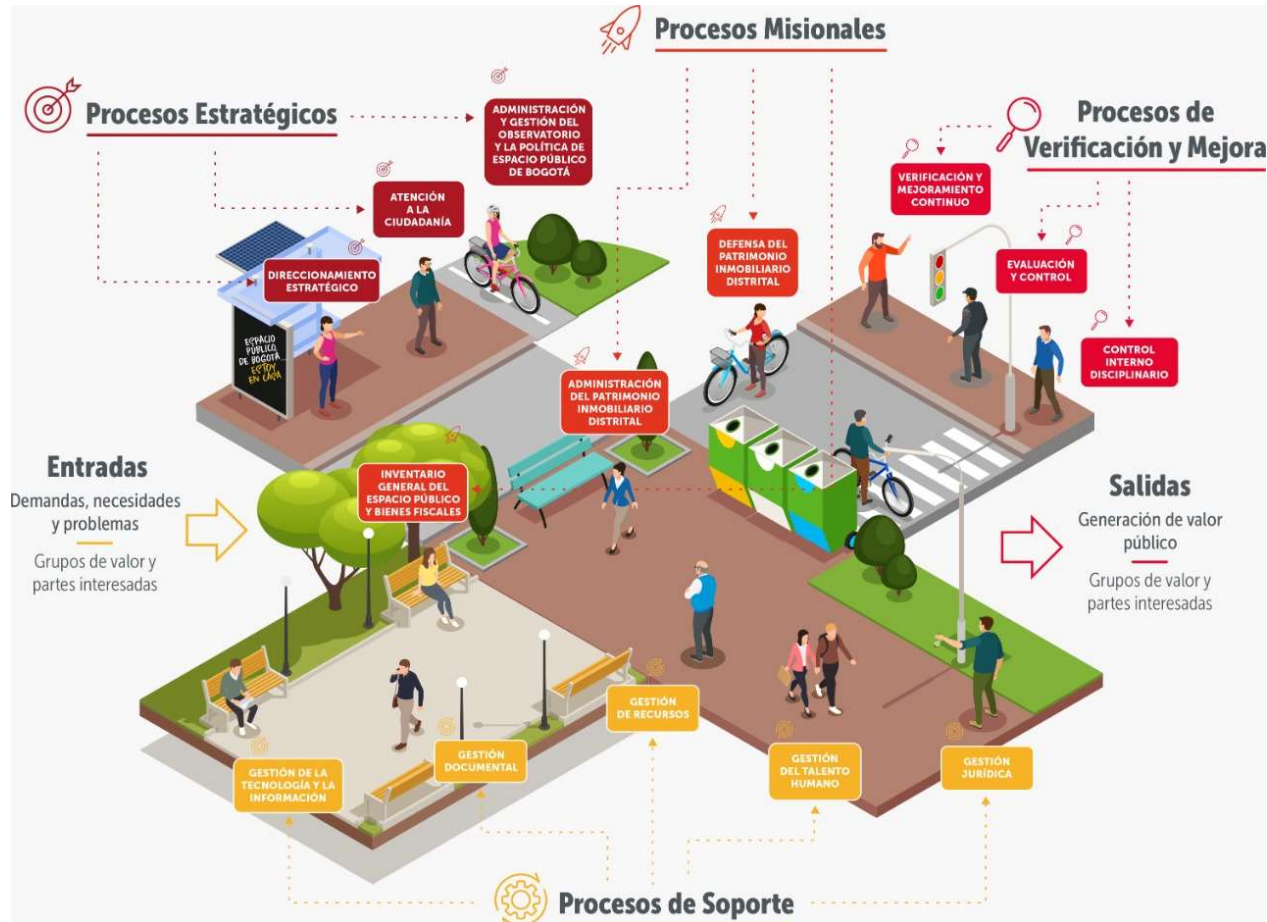 Procesos Misionales
Procesos Estratégicos
ADMINISTRACIÓN
Y GESTIÓN DEL
OBSERVATORIO
Y LA POLÍTICA DE
ESPACIO PÚBLICO
DE BOGOTÁ
Procesos de
Verificación y Mejora
VERIFICACIÓN Y
MEJORAMIENTO
CONTINUO
ATENCIÓN
A LA
CIUDADANÍA
DEFENSA DEL
PATRIMONIO
INMOBILIARIO
DISTRITAL
EVALUACIÓN
Y CONTROL
DIRECCIONAMIENTO
ESTRATÉGICO
ESPACIO
PÚBLICO
DE BOGOTÁ
ESTOY
EN CASA
CONTROL
INTERNO
DISCIPLINARIO
ADMINISTRACIÓN
DEL PATRIMONIO
INMOBILIARIO
DISTRITAL
Entradas
Demandas, necesidades
y problemas
Grupos de valor y
partes interesadas
INVENTARIO
GENERAL DEL
ESPACIO PÚBLICO
Y BIENES FISCALES
Salidas
Generación de valor
público
Grupos de valor y
partes interesadas
GESTIÓN
DE RECURSOS
GESTIÓN DE LA
TECNOLOGÍA Y LA
INFORMACIÓN
GESTIÓN
DOCUMENTAL
GESTIÓN
DEL TALENTO
HUMANO
GESTIÓN
JURÍDICA
Procesos de Soporte